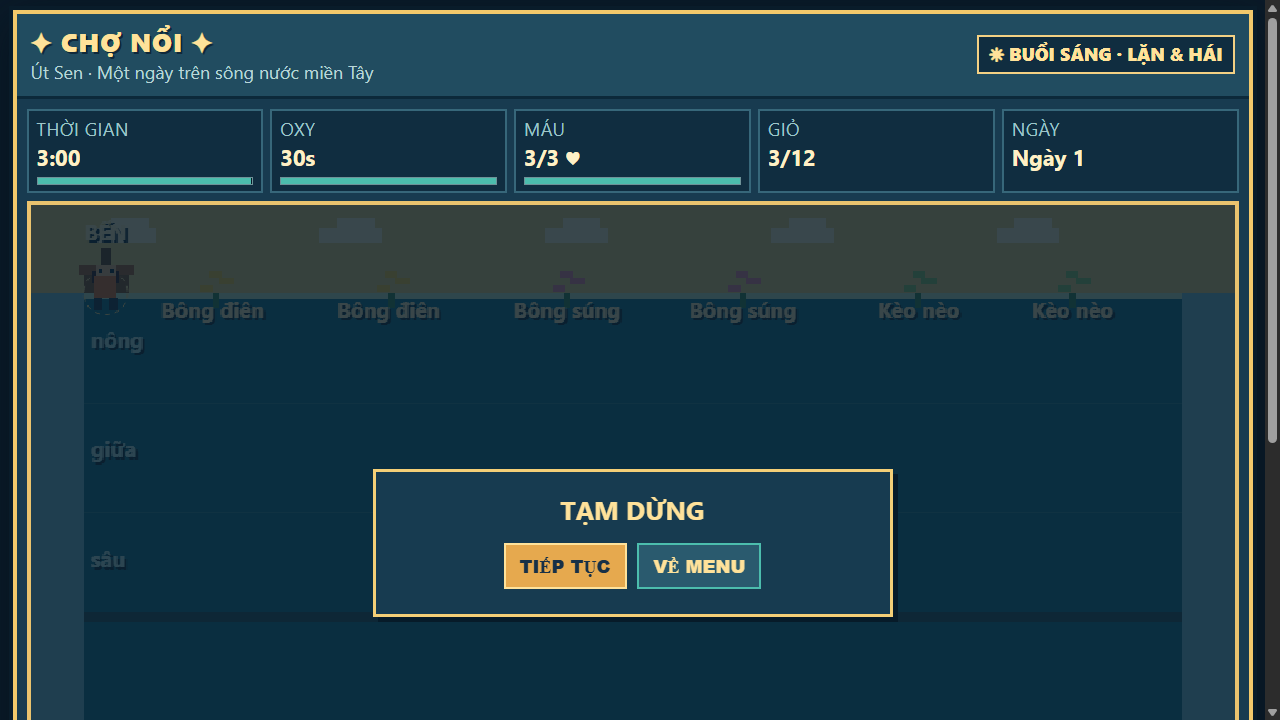 ✦ CHỢ NỔI ✦
Út Sen · Một ngày trên sông nước miền Tây
☀ BUỔI SÁNG · LẶN & HÁI
THỜI GIAN
3:00
OXY
30s
MÁU
3/3 ♥
GIỎ
3/12
NGÀY
Ngày 1
BẾN
Bông điên
Bông điên
Bông súng
Bông súng
Kèo nèo
Kèo nèo
nông
giữa
sâu
TẠM DỪNG
TIẾP TỤC
VỀ MENU